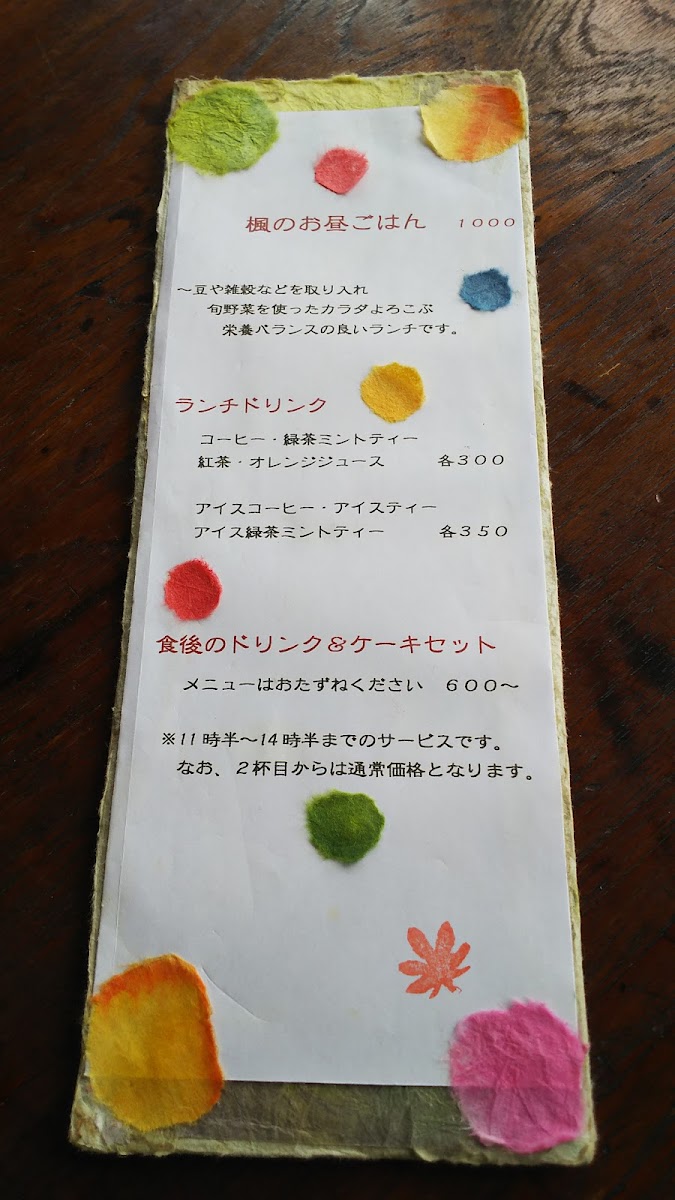 楓のお昼ごはん　１０００
～豆や雑穀などを取り入れ
旬野菜を使ったカラダよろこぶ
栄養バランスの良いランチです。
ランチドリンク
コーヒー・緑茶ミントティー
紅茶・オレンジジュース　各３００
アイスコーヒー・アイスティー
アイス緑茶ミントティー　各３５０
食後のドリンク＆ケーキセット
メニューはおたずねください　６００～
※11時半～14時半までのサービスです。
なお、２杯目からは通常価格となります。